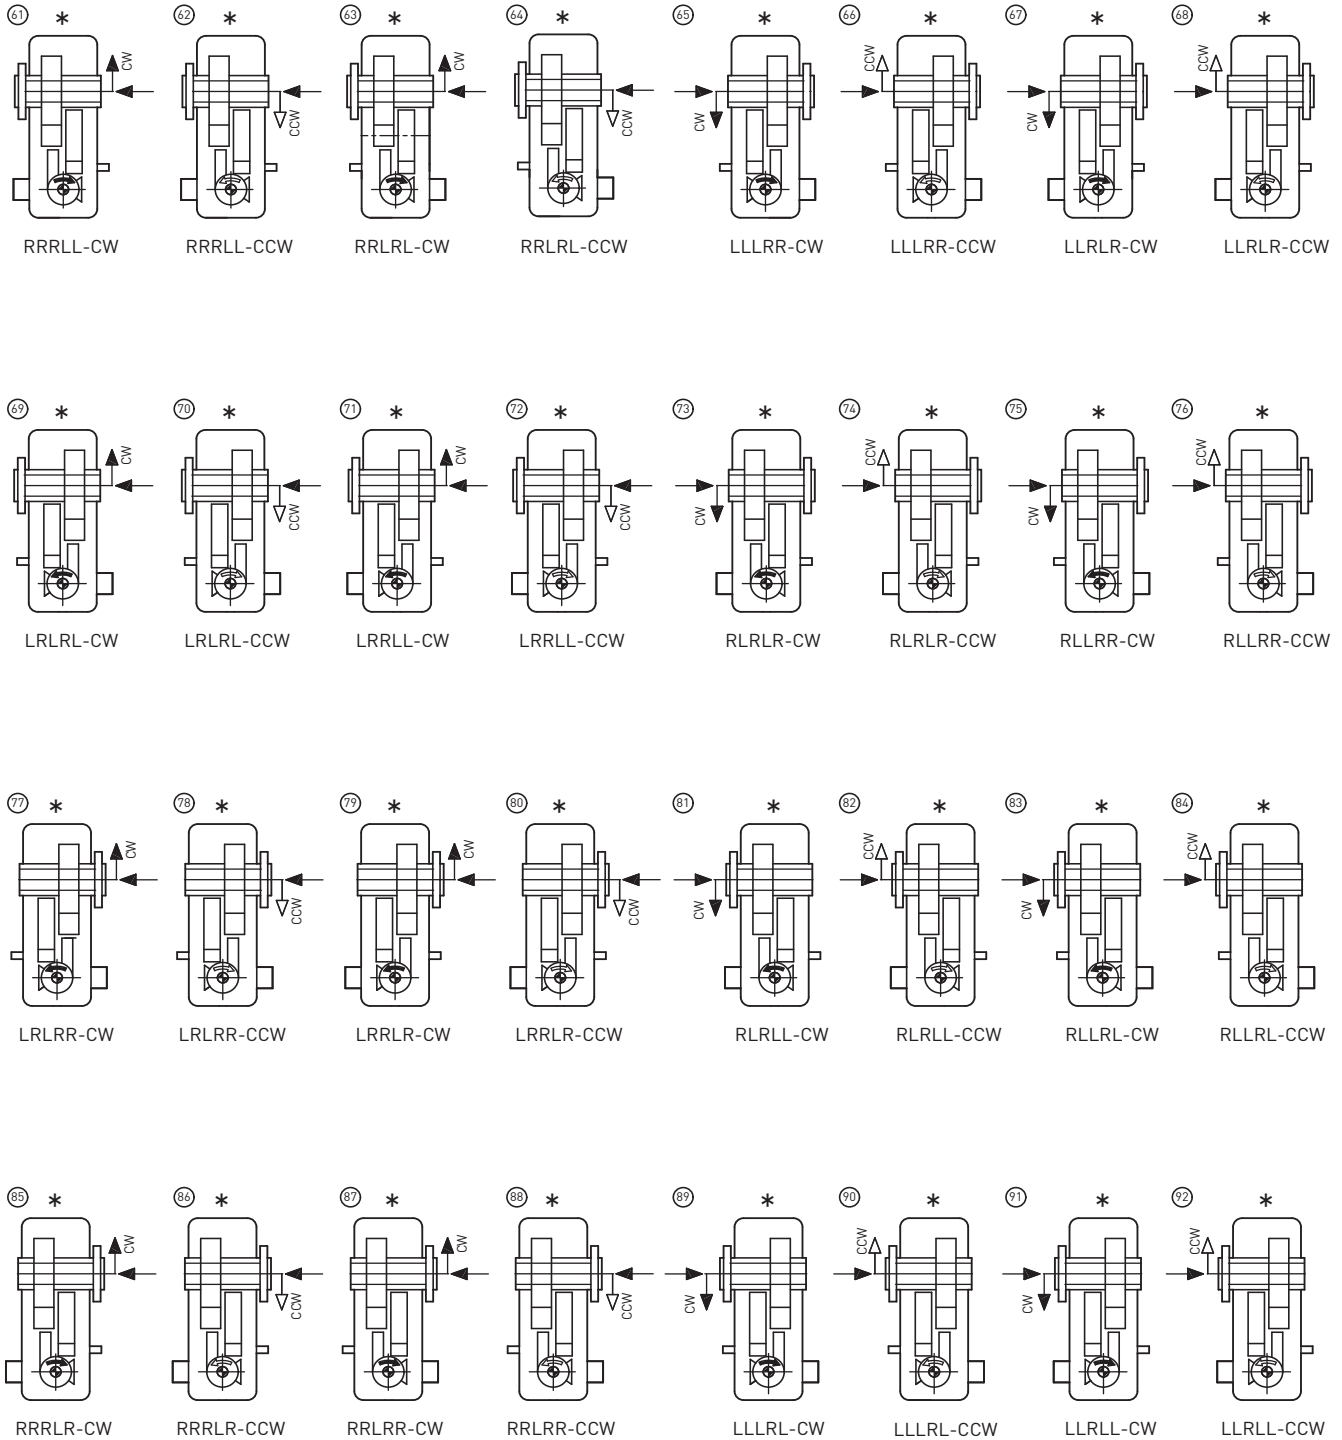 61 * 62 * 63 * 64 * 65 * 66 * 67 * 68 *
CW CCW CW CCW CW CCW CW CCW
RRRLL-CW RRRLL-CCW RRLRL-CW RRLRL-CCW LLLRR-CW LLLRR-CCW LLRLR-CW LLRLR-CCW
69 * 70 * 71 * 72 * 73 * 74 * 75 * 76 *
CW CCW CW CCW CW CCW CW CCW
LRLRL-CW LRLRL-CCW LRRLL-CW LRRLL-CCW RLRLR-CW RLRLR-CCW RLLRR-CW RLLRR-CCW
77 * 78 * 79 * 80 * 81 * 82 * 83 * 84 *
CW CCW CW CCW CW CCW CW CCW
LRLRR-CW LRLRR-CCW LRRLR-CW LRRLR-CCW RLRLL-CW RLRLL-CCW RLLRL-CW RLLRL-CCW
85 * 86 * 87 * 88 * 89 * 90 * 91 * 92 *
CW CCW CW CCW CW CCW CW CCW
RRRLR-CW RRRLR-CCW RRLRR-CW RRLRR-CCW LLLRL-CW LLLRL-CCW LLRLL-CW LLRLL-CCW